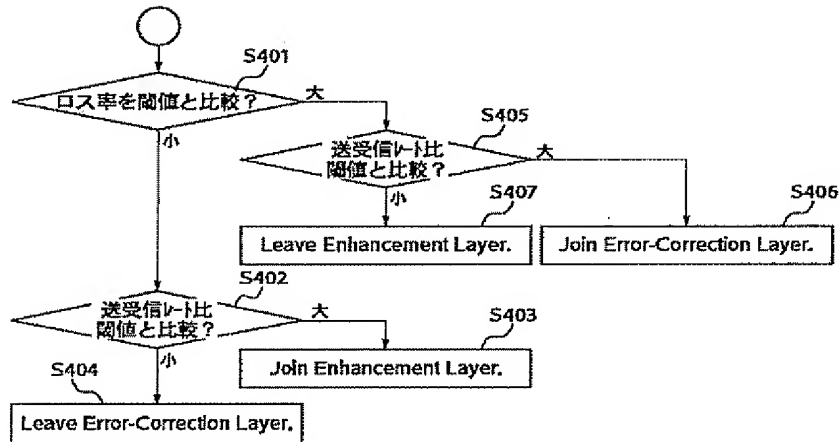 S401
ロス率を閾値と比較？
大
小
S405
送受信レート比
閾値と比較？
大
小
S407
Leave Enhancement Layer.
S406
Join Error-Correction Layer.
S402
送受信レート比
閾値と比較？
大
小
S403
Join Enhancement Layer.
S404
Leave Error-Correction Layer.